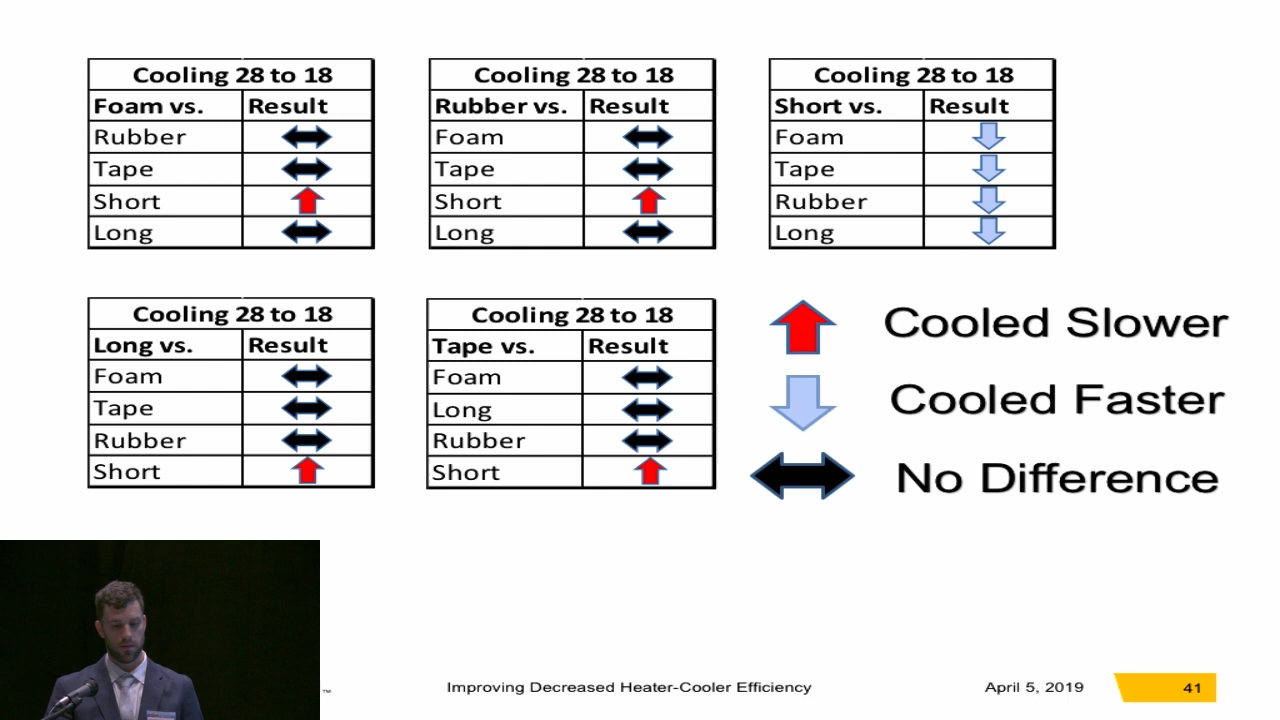 Cooling 28 to 18
Foam vs. Result
Rubber
Tape
Short
Long
Cooling 28 to 18
Rubber vs. Result
Foam
Tape
Short
Long
Cooling 28 to 18
Short vs. Result
Foam
Tape
Rubber
Long
Cooling 28 to 18
Long vs. Result
Foam
Tape
Rubber
Short
Cooling 28 to 18
Tape vs. Result
Foam
Long
Rubber
Short
Cooled Slower
Cooled Faster
No Difference
™ Improving Decreased Heater-Cooler Efficiency April 5, 2019 41